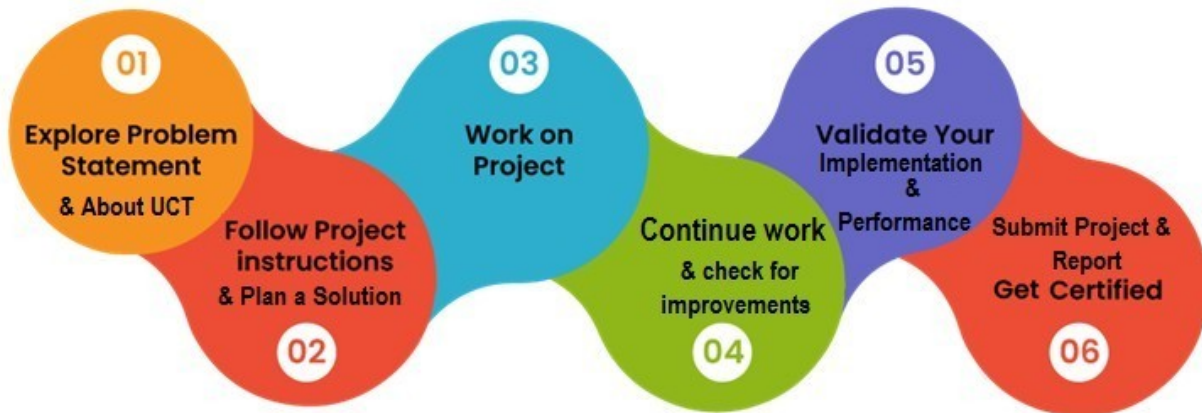 01
Explore Problem
Statement
& About UCT
Follow Project
instructions
& Plan a Solution
02
03
Work on
Project
Continue work
& check for
improvements
04
05
Validate Your
Implementation
&
Performance
Submit Project &
Report
Get Certified
06